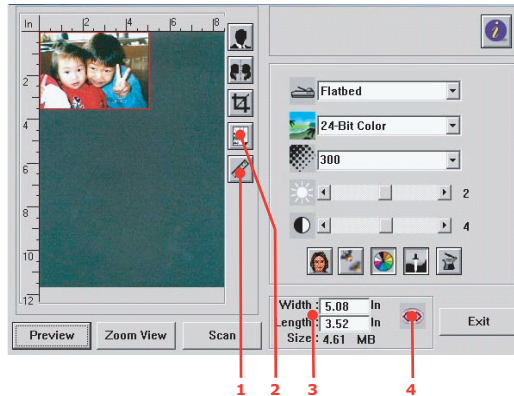 In 2 4 6 8
2
4
6
8
10
12
Flatbed
24-Bit Color
300
2
4
Width : 5.08 In
Length : 3.52 In
Size : 4.61 MB
Preview Zoom View Scan
Exit
1 2 3 4